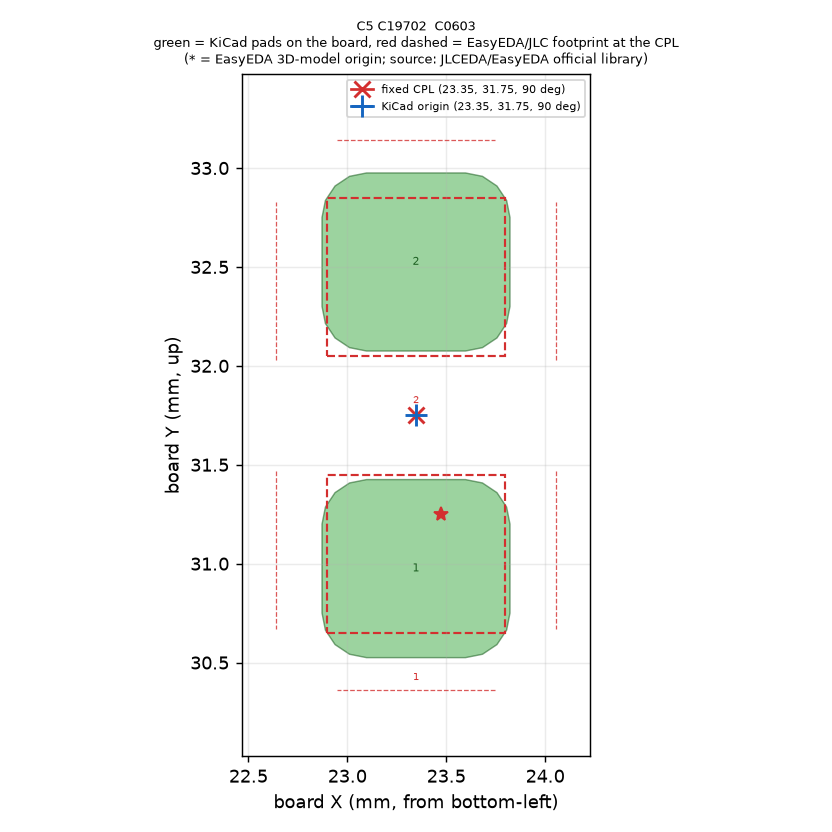 C5 C19702  C0603
green = KiCad pads on the board, red dashed = EasyEDA/JLC footprint at the CPL
(* = EasyEDA 3D-model origin; source: JLCEDA/EasyEDA official library)
fixed CPL (23.35, 31.75, 90 deg)
KiCad origin (23.35, 31.75, 90 deg)
33.0
32.5
32.0
31.5
31.0
30.5
board Y (mm, up)
2
2
1
1
22.5
23.0
23.5
24.0
board X (mm, from bottom-left)